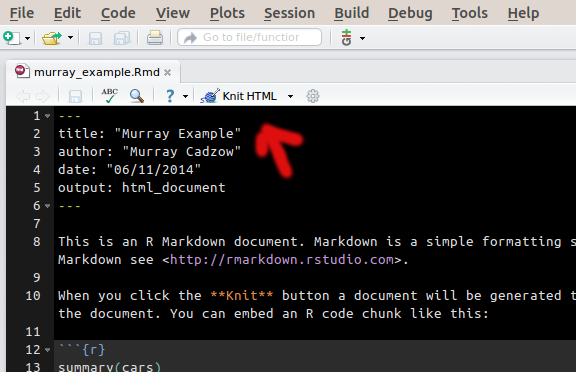 File Edit Code View Plots Session Build Debug Tools Help
Go to file/function
murray_example.Rmd
ABC ? Knit HTML
1 ---
2 title: "Murray Example"
3 author: "Murray Cadzow"
4 date: "06/11/2014"
5 output: html_document
6 ---
7
8 This is an R Markdown document. Markdown is a simple formatting s
Markdown see <http://rmarkdown.rstudio.com>.
9
10 When you click the **Knit** button a document will be generated t
the document. You can embed an R code chunk like this:
11
12 ```{r}
13 summary(cars)